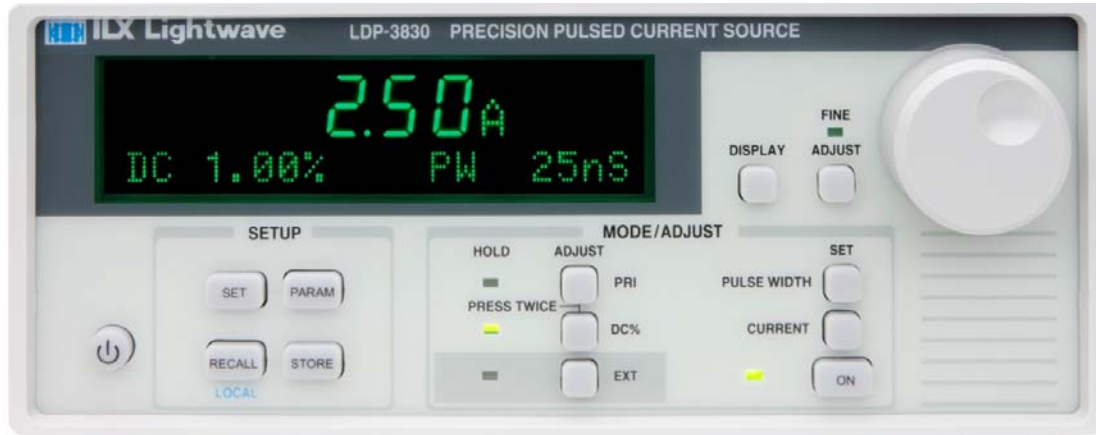 ILX Lightwave LDP-3830 PRECISION PULSED CURRENT SOURCE
2.50A
DC 1.00% PW 25nS
FINE
DISPLAY ADJUST
SETUP
SET PARAM
RECALL STORE
LOCAL
MODE/ADJUST
HOLD ADJUST SET
PRI PULSE WIDTH
PRESS TWICE
DC% CURRENT
EXT ON